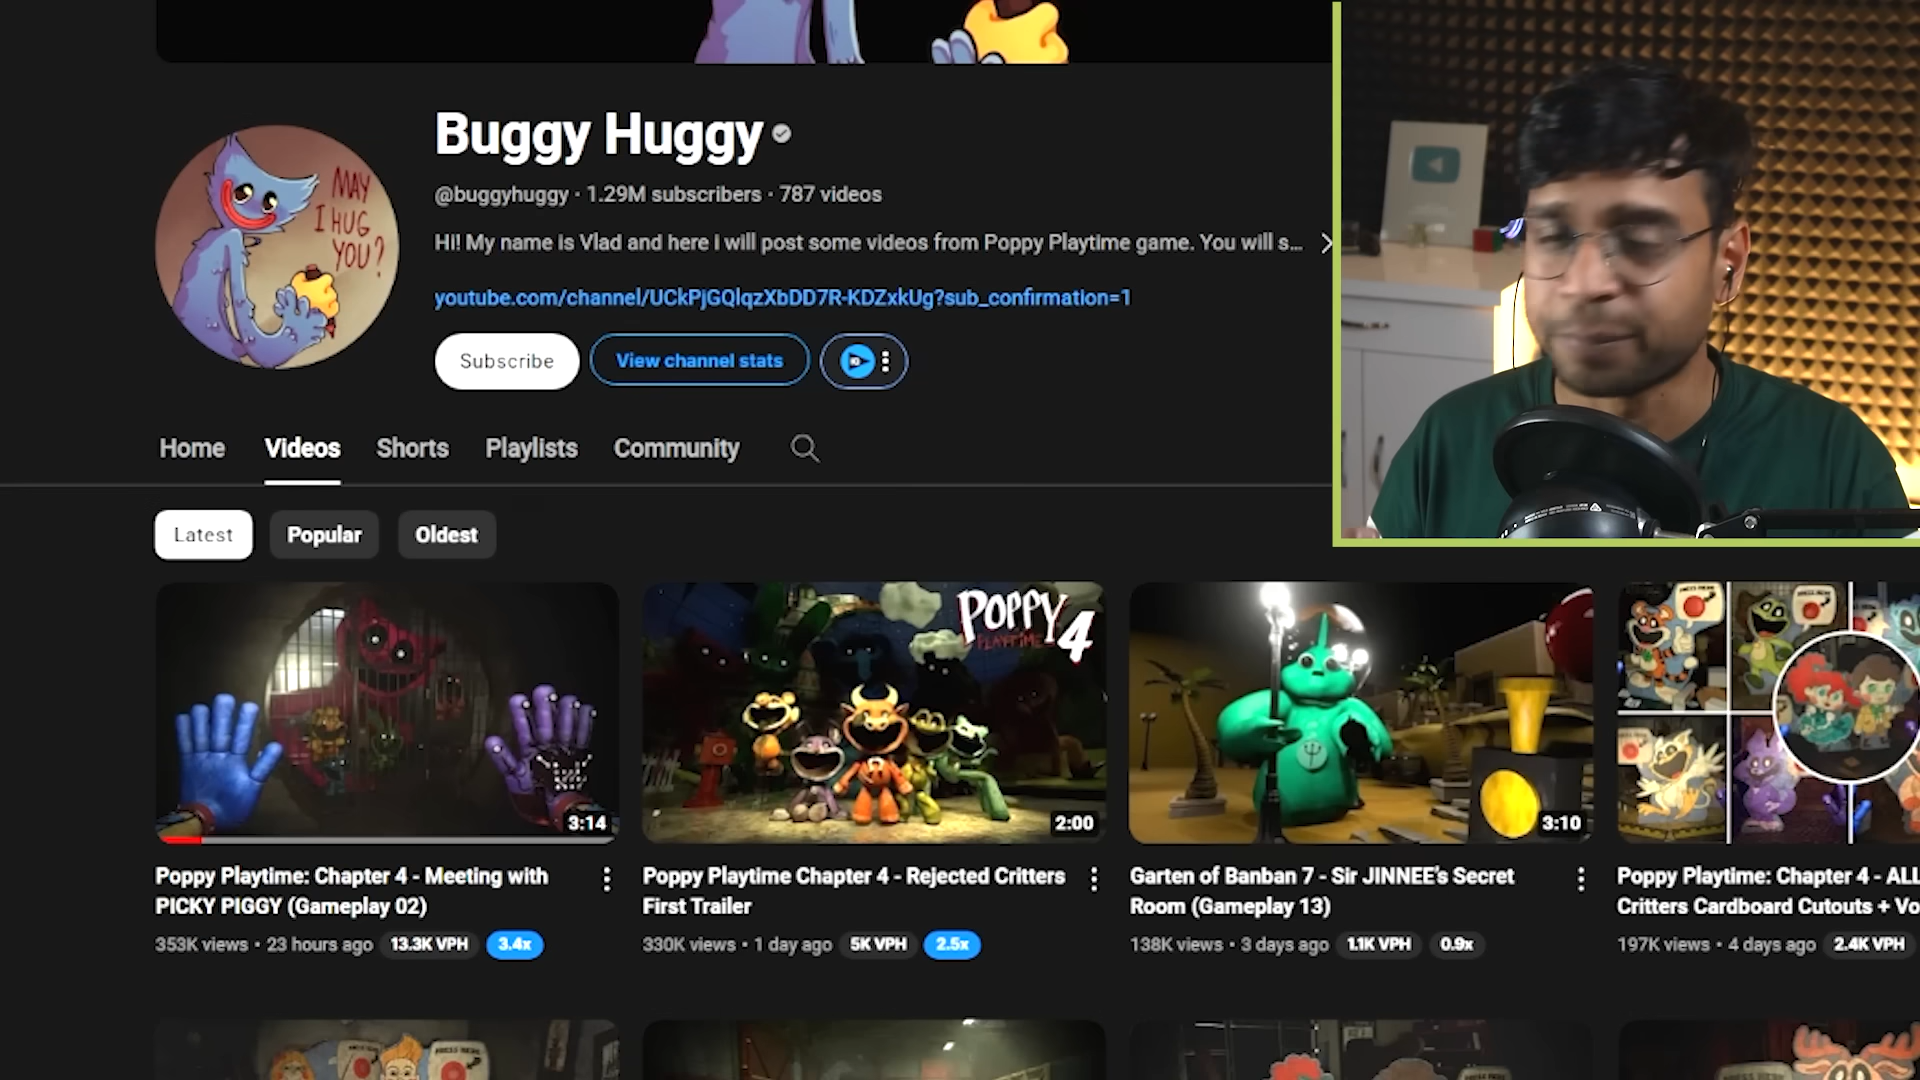 MAY
I HUG
YOU?
Buggy Huggy
@buggyhuggy · 1.29M subscribers · 787 videos
Hi! My name is Vlad and here I will post some videos from Poppy Playtime game. You will s...
youtube.com/channel/UCkPjGQlqzXbDD7R-KDZxkUg?sub_confirmation=1
Subscribe
View channel stats
Home
Videos
Shorts
Playlists
Community
Latest
Popular
Oldest
3:14
POPPY
PLAYTIME
4
2:00
3:10
Poppy Playtime: Chapter 4 - Meeting with
PICKY PIGGY (Gameplay 02)
353K views · 23 hours ago 13.3K VPH 3.4x
Poppy Playtime Chapter 4 - Rejected Critters
First Trailer
330K views · 1 day ago 5K VPH 2.5x
Garten of Banban 7 - Sir JINNEE's Secret
Room (Gameplay 13)
138K views · 3 days ago 1.1K VPH 0.9x
Poppy Playtime: Chapter 4 - ALL
Critters Cardboard Cutouts + Vo
197K views · 4 days ago 2.4K VPH